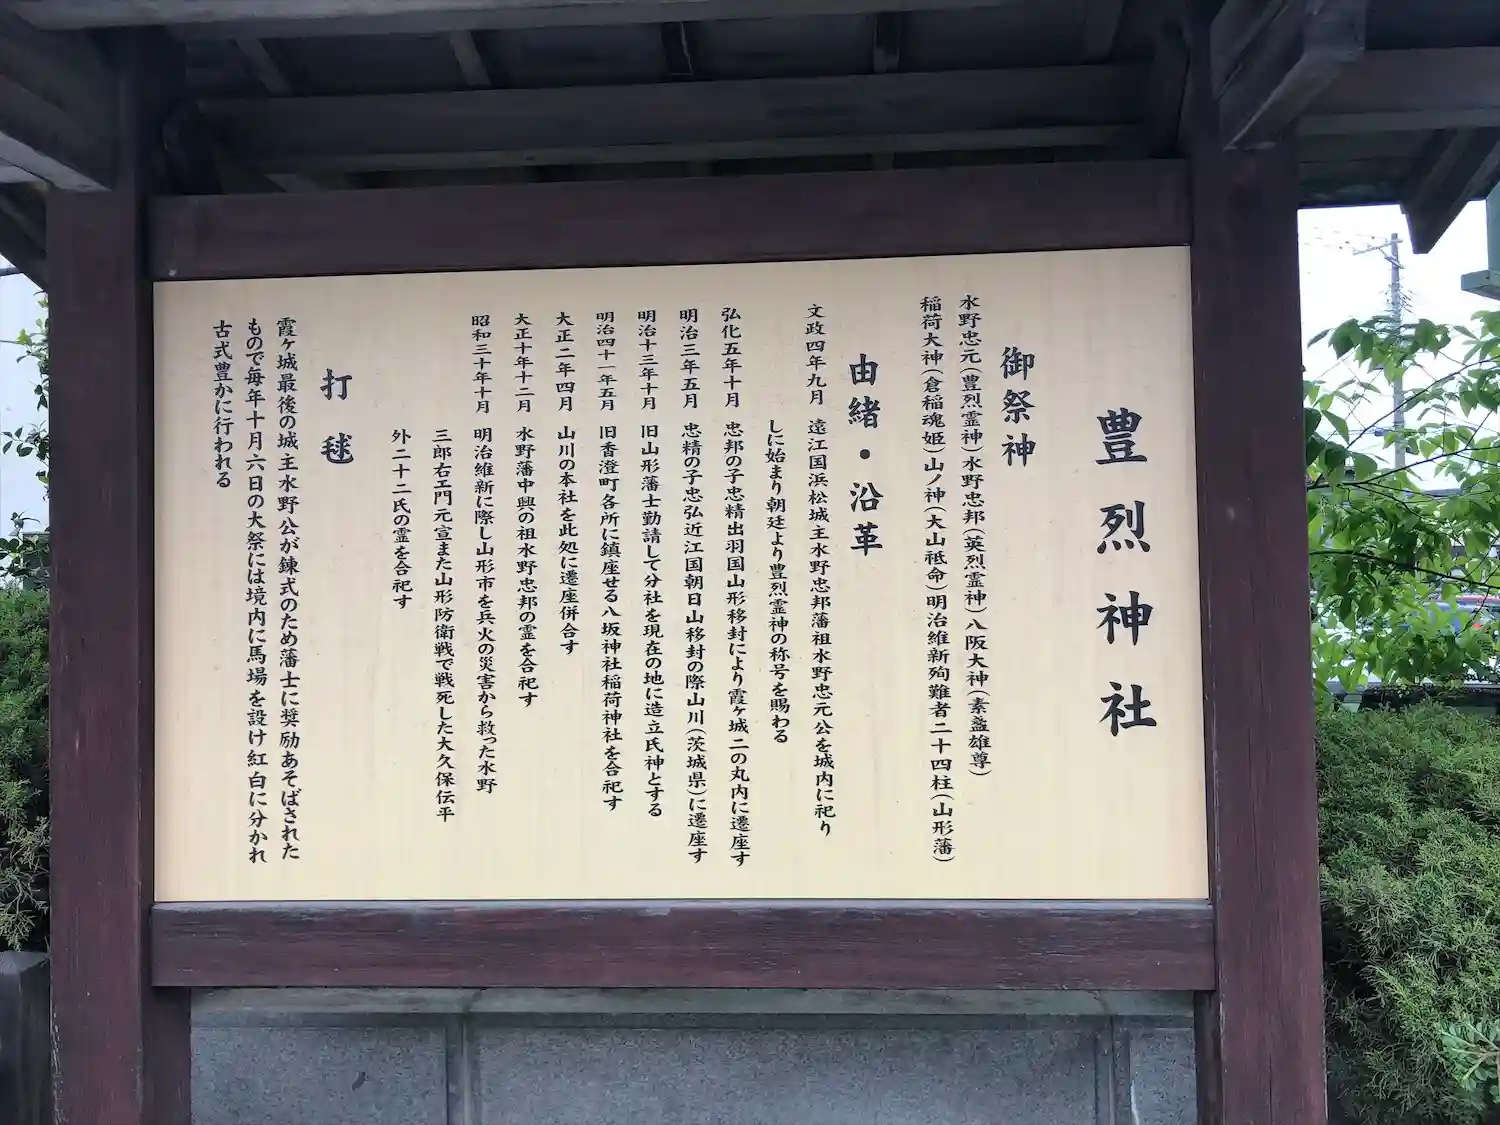 豊烈神社
御祭神
水野忠元(豊烈霊神)水野忠邦(英烈霊神)八阪大神(素盞雄尊)
稲荷大神(倉稲魂姫)山ノ神(大山祗命)明治維新殉難者二十四柱(山形藩)
由緒・沿革
文政四年九月 遠江国浜松城主水野忠邦藩祖水野忠元公を城内に祀り
しに始まり朝廷より豊烈霊神の称号を賜わる
弘化五年十月 忠邦の子忠精出羽国山形移封により霞ヶ城二の丸内に遷座す
明治三年五月 忠精の子忠弘近江国朝日山移封の際山川(茨城県)に遷座す
明治十三年十月 旧山形藩士勤請して分社を現在の地に造立氏神とする
明治四十一年五月 旧香澄町各所に鎮座せる八坂神社稲荷神社を合祀す
大正二年四月 山川の本社を此処に遷座併合す
大正十年十二月 水野藩中興の祖水野忠邦の霊を合祀す
昭和三十年十月 明治維新に際し山形市を兵火の災害から救った水野
三郎右エ門元宣また山形防衛戦で戦死した大久保伝平
外二十二氏の霊を合祀す
打毬
霞ヶ城最後の城主水野公が錬式のため藩士に奨励あそばされた
もので毎年十月六日の大祭には境内に馬場を設け紅白に分かれ
古式豊かに行われる